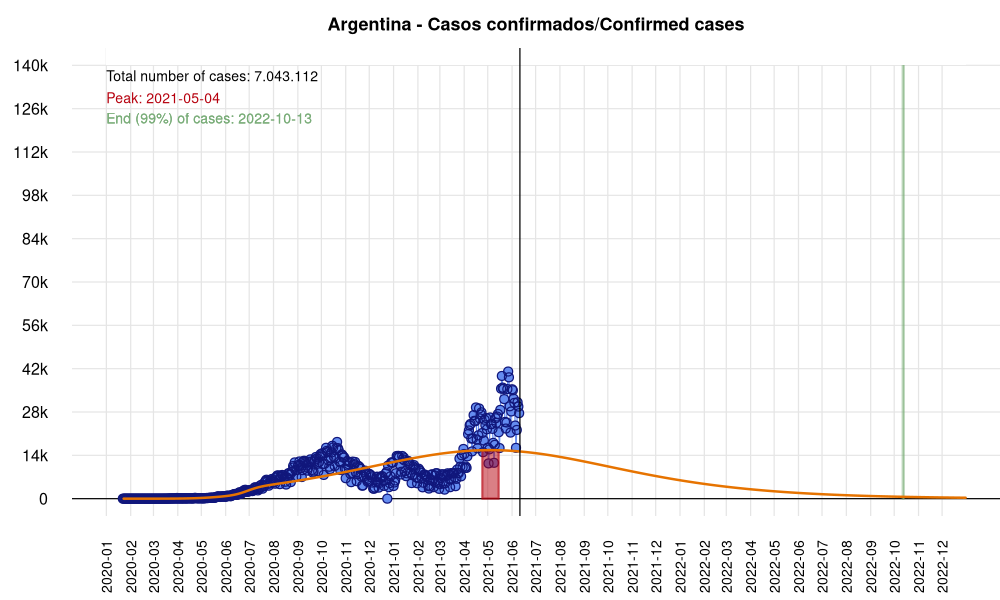 Argentina - Casos confirmados/Confirmed cases
140k
126k
112k
98k
84k
70k
56k
42k
28k
14k
0
Total number of cases: 7.043.112
Peak: 2021-05-04
End (99%) of cases: 2022-10-13
2020-01
2020-02
2020-03
2020-04
2020-05
2020-06
2020-07
2020-08
2020-09
2020-10
2020-11
2020-12
2021-01
2021-02
2021-03
2021-04
2021-05
2021-06
2021-07
2021-08
2021-09
2021-10
2021-11
2021-12
2022-01
2022-02
2022-03
2022-04
2022-05
2022-06
2022-07
2022-08
2022-09
2022-10
2022-11
2022-12